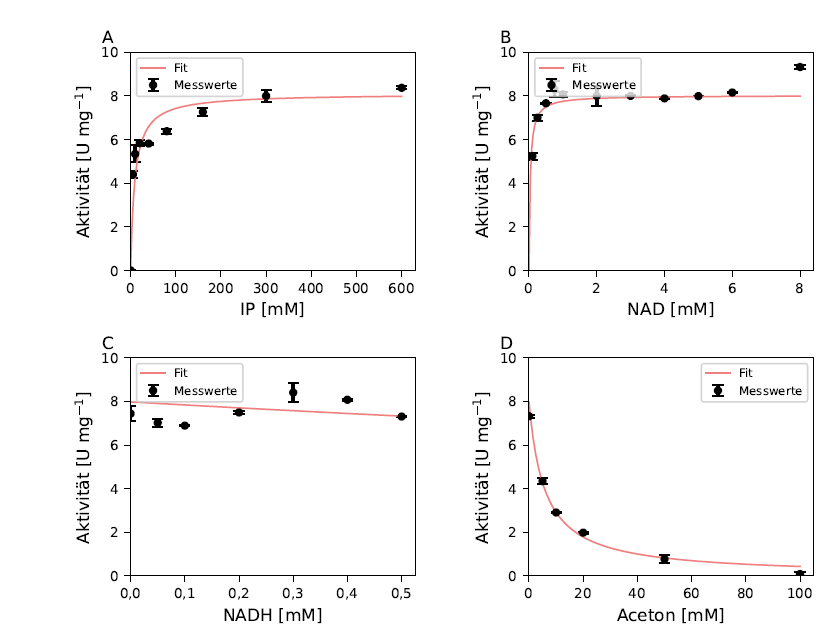 A
10
8
6
4
2
0
Aktivität [U mg⁻¹]
Fit
Messwerte
0 100 200 300 400 500 600
IP [mM]
B
10
8
6
4
2
0
Aktivität [U mg⁻¹]
Fit
Messwerte
0 2 4 6 8
NAD [mM]
C
10
8
6
4
2
0
Aktivität [U mg⁻¹]
Fit
Messwerte
0,0 0,1 0,2 0,3 0,4 0,5
NADH [mM]
D
10
8
6
4
2
0
Aktivität [U mg⁻¹]
Fit
Messwerte
0 20 40 60 80 100
Aceton [mM]